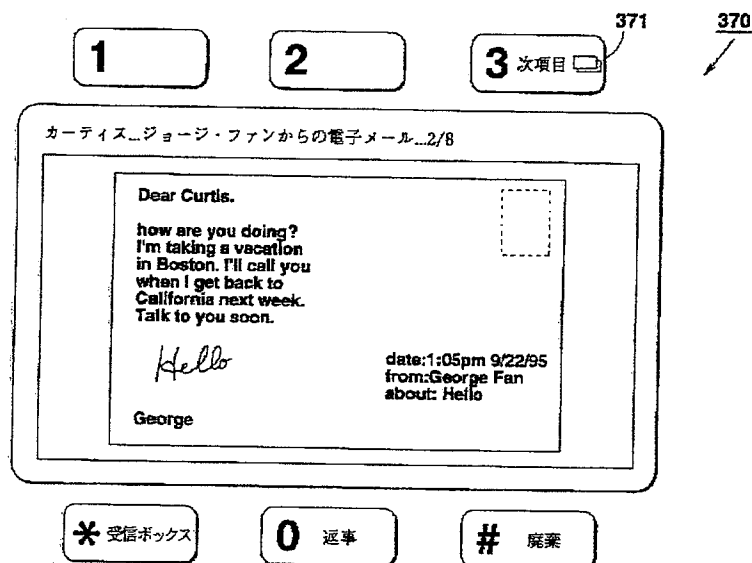 371
370
1
2
3 次項目
カーティス...ジョージ・ファンからの電子メール...2/8
Dear Curtis.
how are you doing?
I'm taking a vacation
in Boston. I'll call you
when I get back to
California next week.
Talk to you soon.
Hello
date:1:05pm 9/22/95
from:George Fan
about: Hello
George
* 受信ボックス
0 返事
# 廃棄